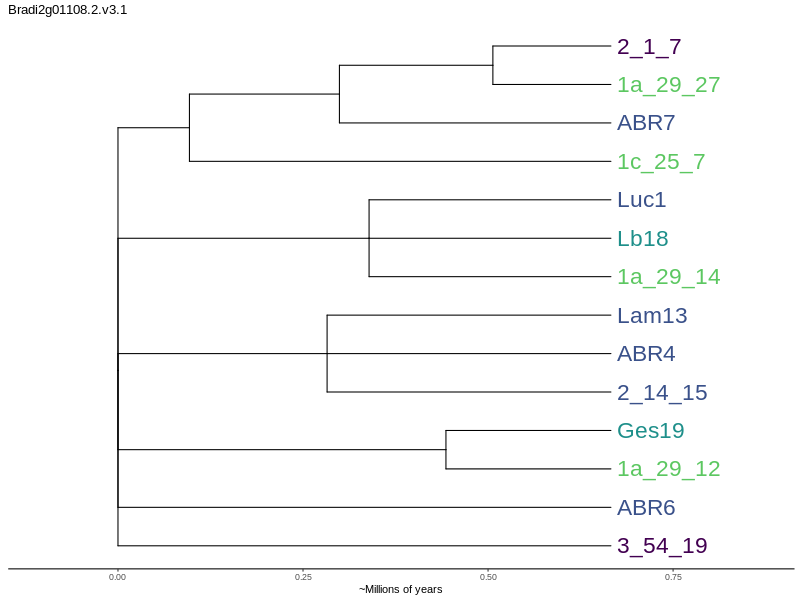 Bradi2g01108.2.v3.1
2_1_7
1a_29_27
ABR7
1c_25_7
Luc1
Lb18
1a_29_14
Lam13
ABR4
2_14_15
Ges19
1a_29_12
ABR6
3_54_19
0.00 0.25 0.50 0.75
~Millions of years